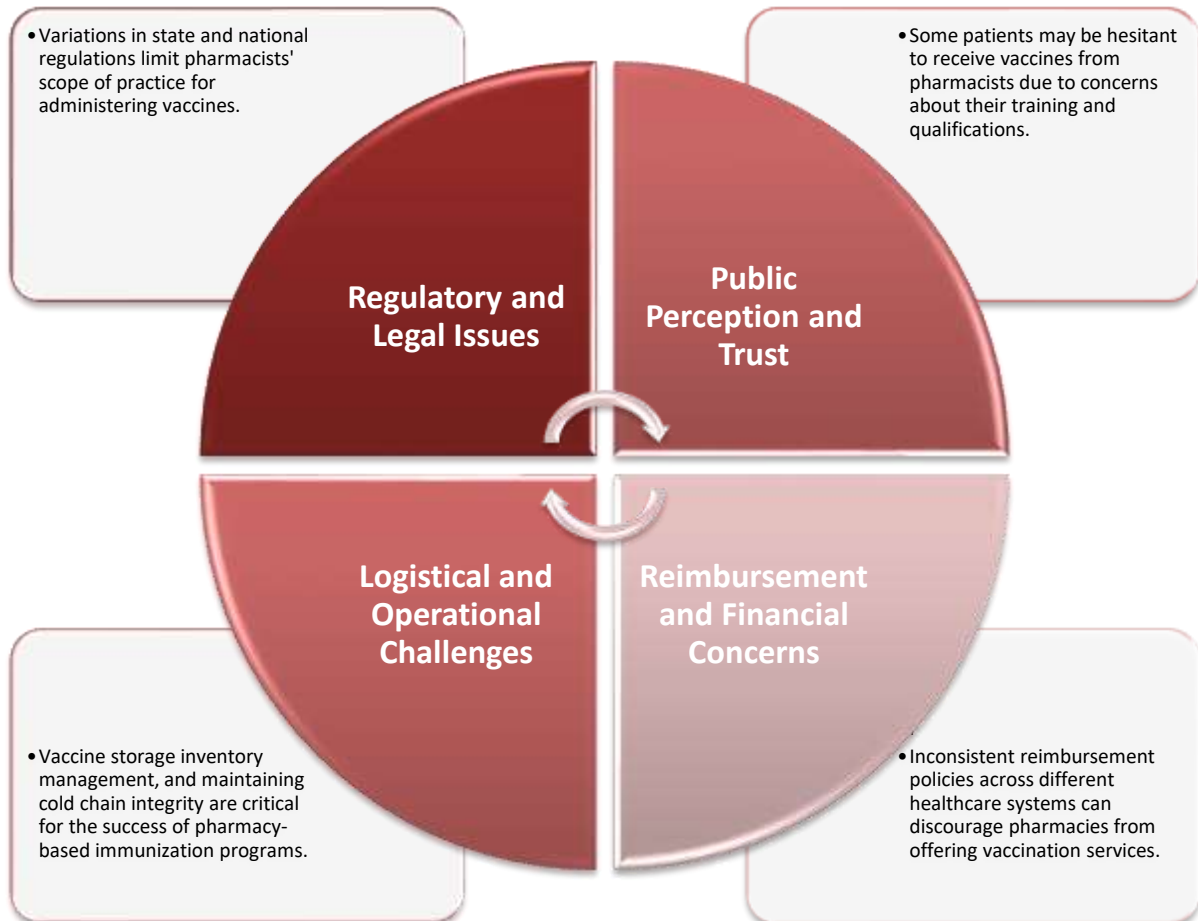 •Variations in state and national
regulations limit pharmacists'
scope of practice for
administering vaccines.
•Some patients may be hesitant
to receive vaccines from
pharmacists due to concerns
about their training and
qualifications.
Regulatory and
Legal Issues
Public
Perception and
Trust
Logistical and
Operational
Challenges
Reimbursement
and Financial
Concerns
•Vaccine storage inventory
management, and maintaining
cold chain integrity are critical
for the success of pharmacy-
based immunization programs.
•Inconsistent reimbursement
policies across different
healthcare systems can
discourage pharmacies from
offering vaccination services.